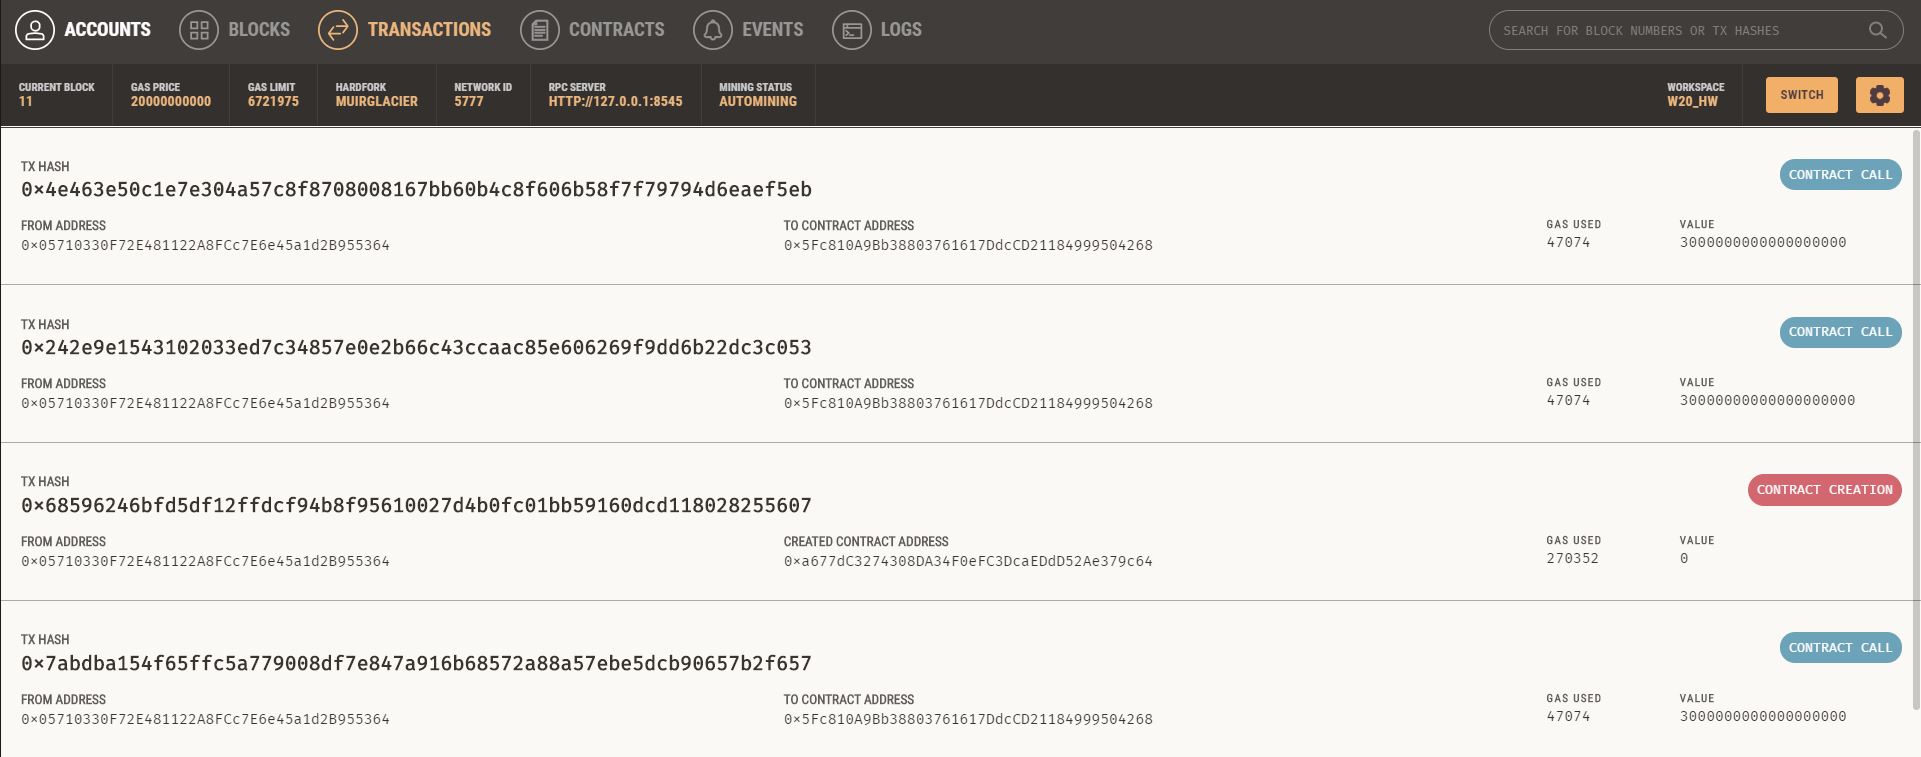 ACCOUNTS BLOCKS TRANSACTIONS CONTRACTS EVENTS LOGS SEARCH FOR BLOCK NUMBERS OR TX HASHES
CURRENT BLOCK GAS PRICE GAS LIMIT HARDFORK NETWORK ID RPC SERVER MINING STATUS WORKSPACE
11 20000000000 6721975 MUIRGLACIER 5777 HTTP://127.0.0.1:8545 AUTOMINING W20_HW SWITCH
TX HASH
0×4e463e50c1e7e304a57c8f8708008167bb60b4c8f606b58f7f79794d6eaef5eb CONTRACT CALL
FROM ADDRESS TO CONTRACT ADDRESS GAS USED VALUE
0×05710330F72E481122A8FCc7E6e45a1d2B955364 0×5Fc810A9Bb38803761617DdcCD21184999504268 47074 3000000000000000000
TX HASH
0×242e9e1543102033ed7c34857e0e2b66c43ccaac85e606269f9dd6b22dc3c053 CONTRACT CALL
FROM ADDRESS TO CONTRACT ADDRESS GAS USED VALUE
0×05710330F72E481122A8FCc7E6e45a1d2B955364 0×5Fc810A9Bb38803761617DdcCD21184999504268 47074 30000000000000000000
TX HASH
0×68596246bfd5df12ffdcf94b8f95610027d4b0fc01bb59160dcd118028255607 CONTRACT CREATION
FROM ADDRESS CREATED CONTRACT ADDRESS GAS USED VALUE
0×05710330F72E481122A8FCc7E6e45a1d2B955364 0×a677dC3274308DA34F0eFC3DcaEDdD52Ae379c64 270352 0
TX HASH
0×7abdba154f65ffc5a779008df7e847a916b68572a88a57ebe5dcb90657b2f657 CONTRACT CALL
FROM ADDRESS TO CONTRACT ADDRESS GAS USED VALUE
0×05710330F72E481122A8FCc7E6e45a1d2B955364 0×5Fc810A9Bb38803761617DdcCD21184999504268 47074 3000000000000000000